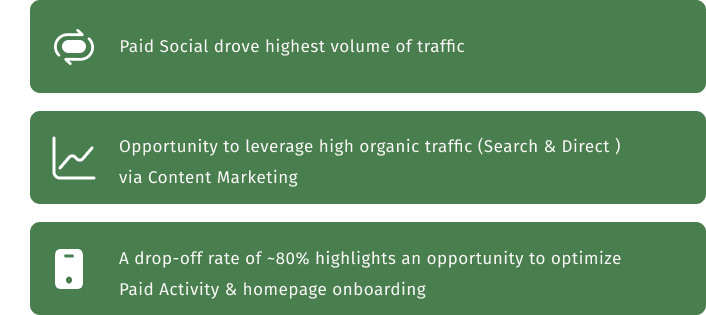 Paid Social drove highest volume of traffic
Opportunity to leverage high organic traffic (Search & Direct )
via Content Marketing
A drop-off rate of ~80% highlights an opportunity to optimize
Paid Activity & homepage onboarding